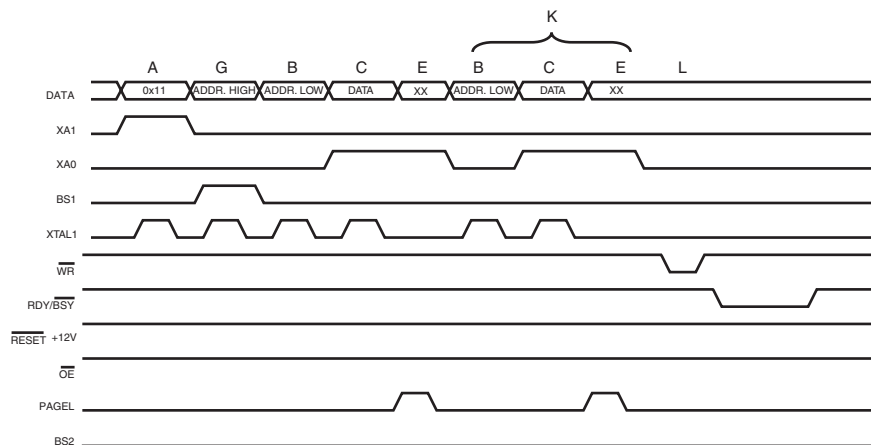 K
A G B C E B C E L
DATA 0x11 ADDR. HIGH ADDR. LOW DATA XX ADDR. LOW DATA XX
XA1
XA0
BS1
XTAL1
WR
RDY/BSY
RESET +12V
OE
PAGEL
BS2